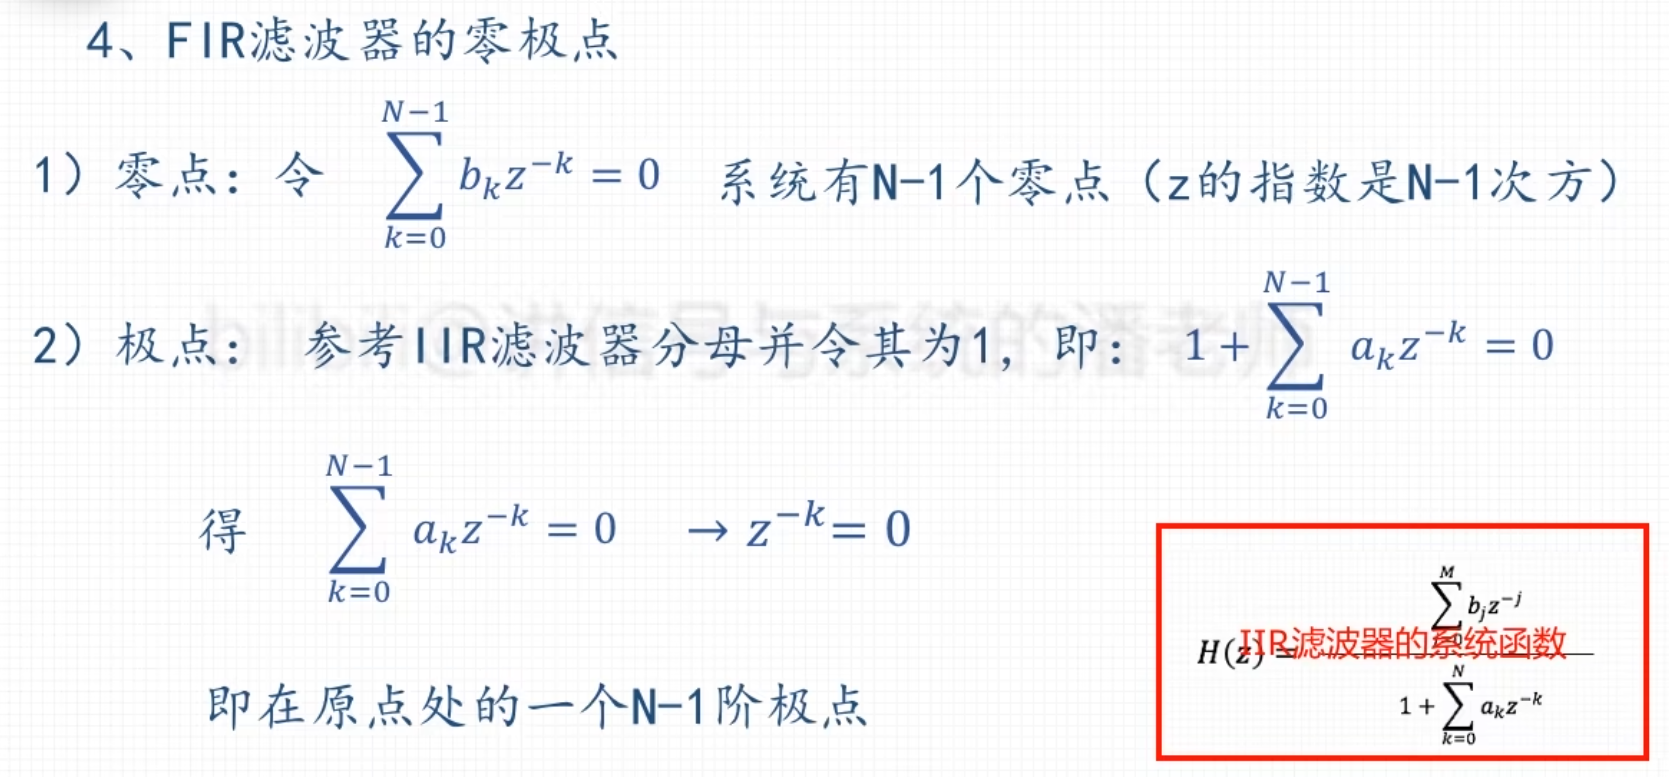 4、FIR滤波器的零极点
1）零点：令 \sum_{k=0}^{N-1} b_k z^{-k} = 0 系统有N-1个零点（z的指数是N-1次方）
2）极点： 参考IIR滤波器分母并令其为1，即： 1+\sum_{k=0}^{N-1} a_k z^{-k} = 0
得 \sum_{k=0}^{N-1} a_k z^{-k} = 0 → z^{-k} = 0
即在原点处的一个N-1阶极点
H(z) = \frac{\sum^{M} b_j z^{-j}}{1+\sum_{k=0}^{N} a_k z^{-k}}
IIR滤波器的系统函数
bilibili@讲信号与系统的潘老师